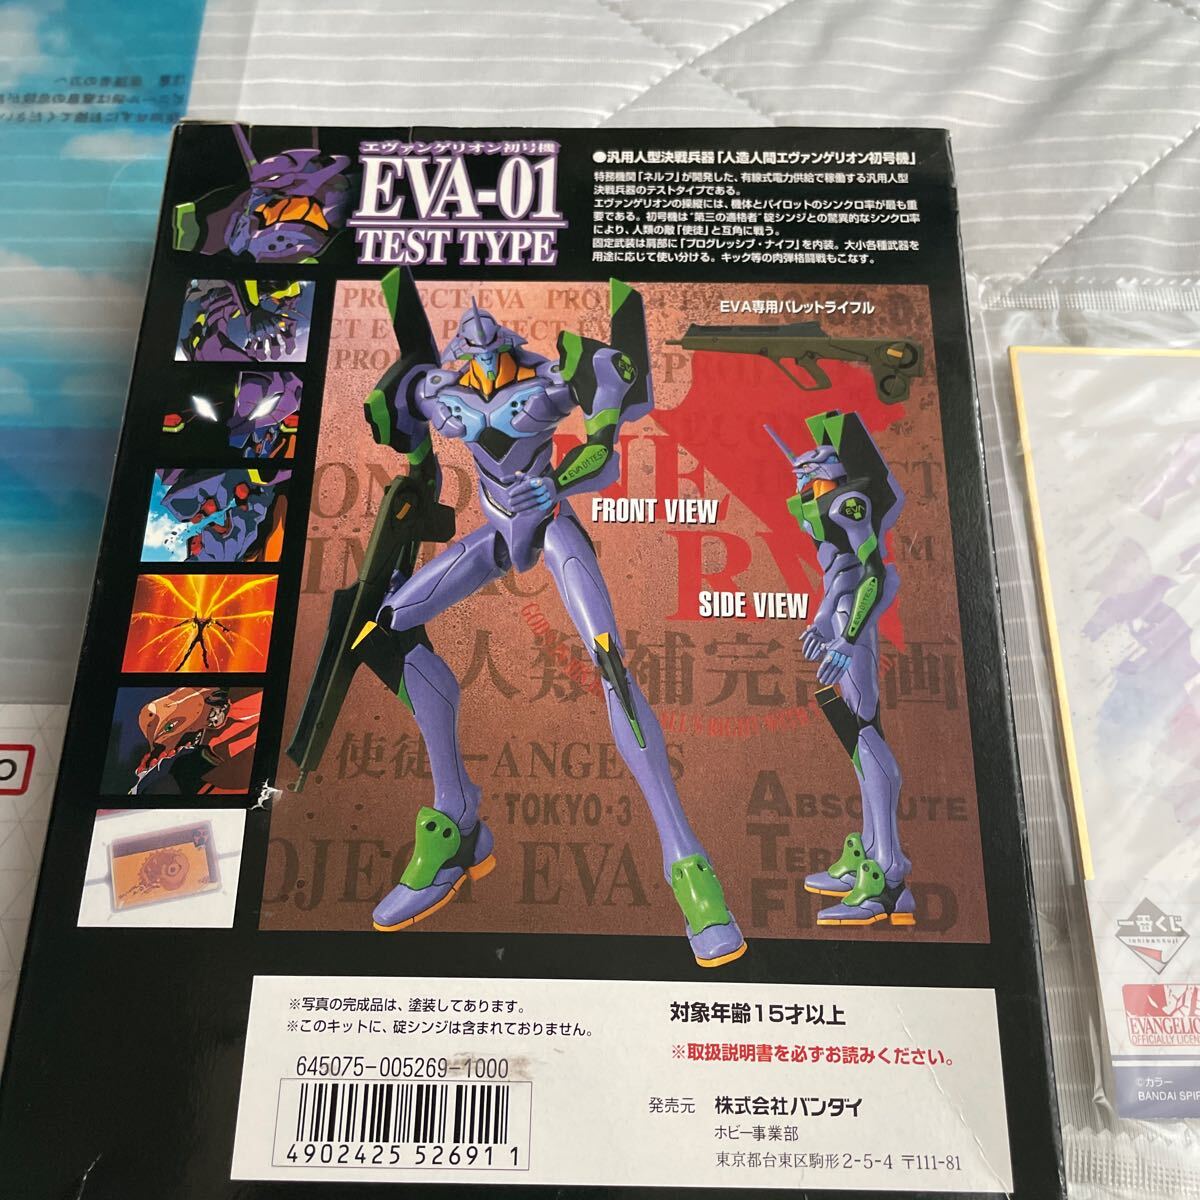 エヴァンゲリオン初号機
EVA-01
TEST TYPE
●汎用人型決戦兵器「人造人間エヴァンゲリオン初号機」
特務機関「ネルフ」が開発した、有線式電力供給で稼働する汎用人型
決戦兵器のテストタイプである。
エヴァンゲリオンの操縦には、機体とパイロットのシンクロ率が最も重
要である。初号機は“第三の適格者”碇シンジとの驚異的なシンクロ率
により、人類の敵「使徒」と互角に戦う。
固定武装は肩部に「プログレッシブ・ナイフ」を内装。大小各種武器を
用途に応じて使い分ける。キック等の肉弾格闘戦もこなす。
PROJECT EVA PRO
EVA専用パレットライフル
EVA
EVA 01 TEST
FRONT VIEW
EVA
SIDE VIEW
EVA 01 TEST
人類補完計画
使徒—ANGELS
TOKYO-3
EVA
ABSOLUTE
FIELD
※写真の完成品は、塗装してあります。
※このキットに、碇シンジは含まれておりません。
対象年齢15才以上
※取扱説明書を必ずお読みください。
645075-005269-1000
4902425 526911
発売元 株式会社バンダイ
ホビー事業部
東京都台東区駒形2-5-4 〒111-81
一番くじ
ichibankuji
EVANGELI
OFFICIALLY LICEN
©カラー
BANDAI SPIR